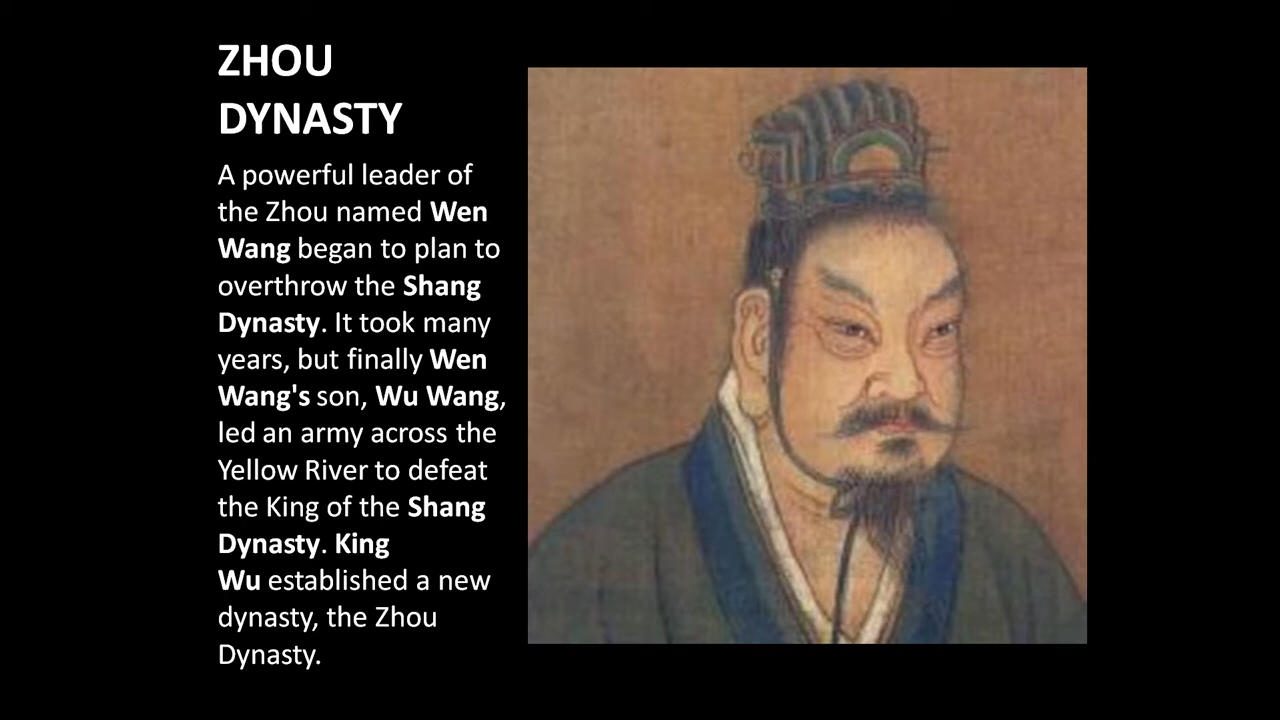 ZHOU
DYNASTY
A powerful leader of
the Zhou named Wen
Wang began to plan to
overthrow the Shang
Dynasty. It took many
years, but finally Wen
Wang's son, Wu Wang,
led an army across the
Yellow River to defeat
the King of the Shang
Dynasty. King
Wu established a new
dynasty, the Zhou
Dynasty.